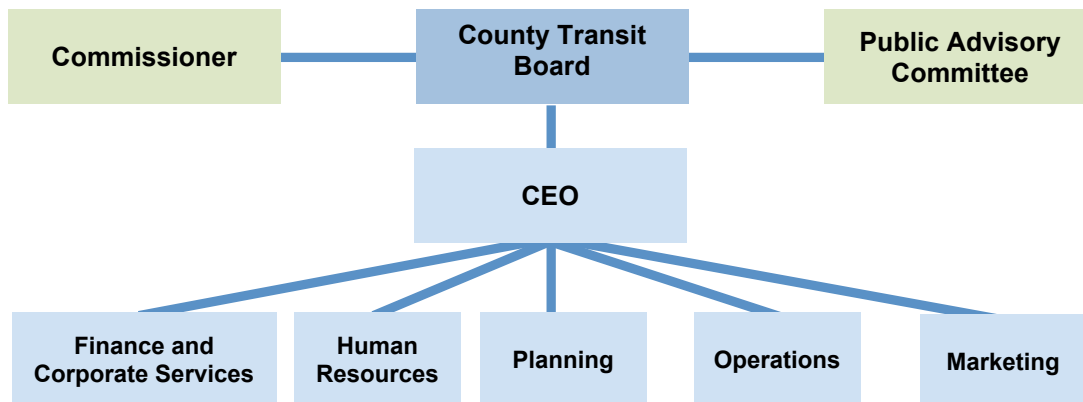 Commissioner
County Transit
Board
Public Advisory
Committee
CEO
Finance and
Corporate Services
Human
Resources
Planning
Operations
Marketing